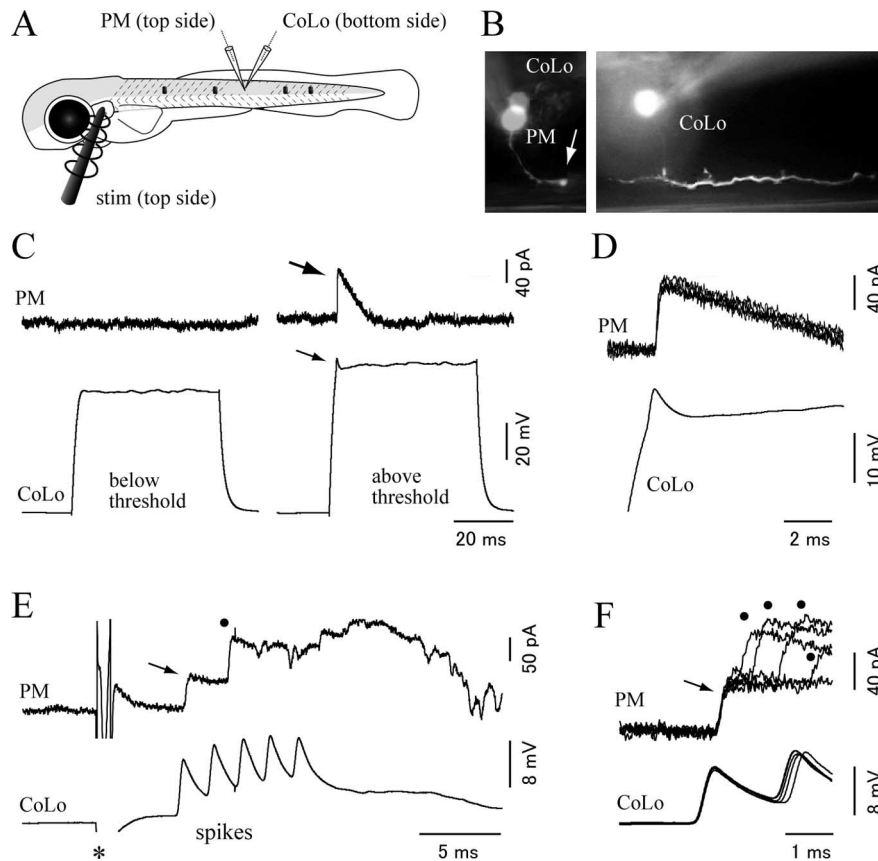 A
PM (top side)
CoLo (bottom side)
stim (top side)
B
CoLo
PM
CoLo
C
PM
40 pA
CoLo
below
threshold
above
threshold
20 mV
20 ms
D
PM
40 pA
CoLo
10 mV
2 ms
E
PM
50 pA
CoLo
*
spikes
8 mV
5 ms
F
PM
40 pA
CoLo
8 mV
1 ms